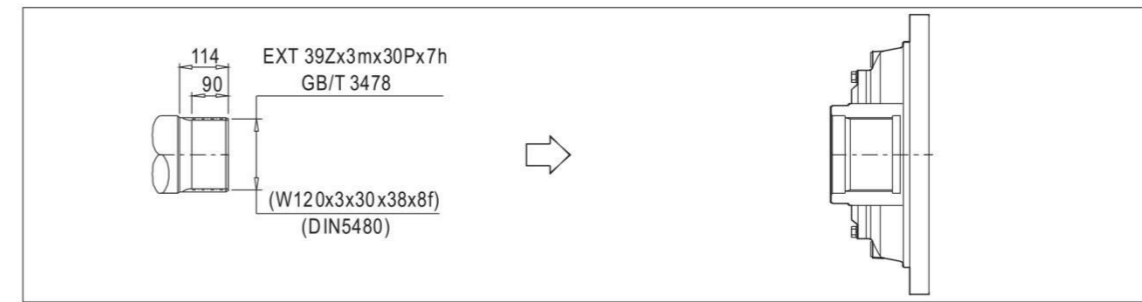 114
EXT 39Zx3mx30Px7h
90
GB/T 3478
(W120x3x30x38x8f)
(DIN5480)